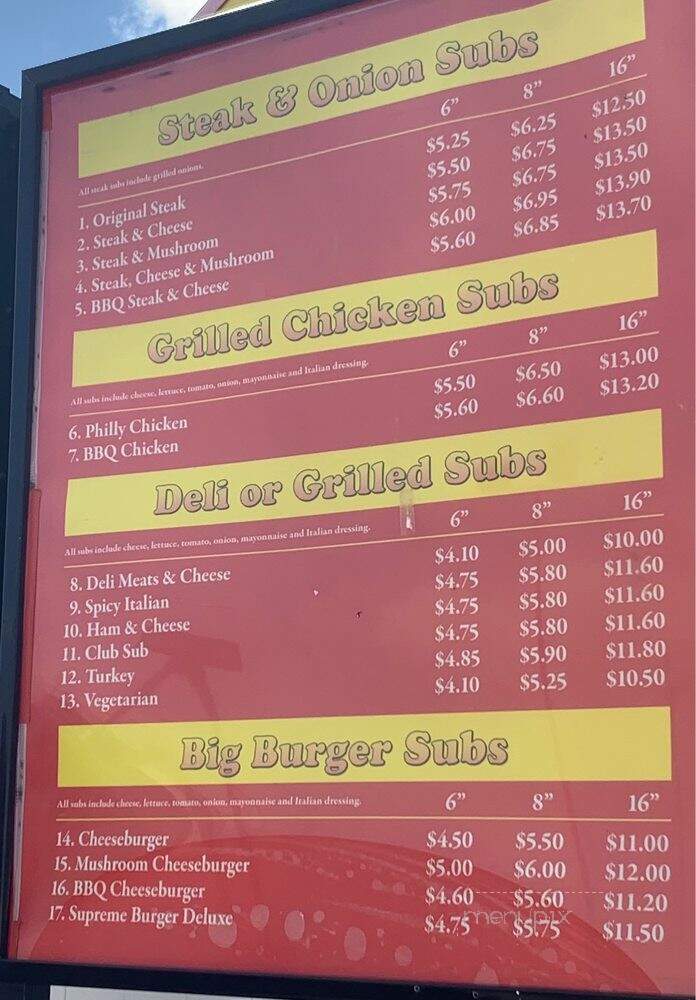 Steak & Onion Subs
All steak subs include grilled onions. 6” 8” 16”
1. Original Steak $5.25 $6.25 $12.50
2. Steak & Cheese $5.50 $6.75 $13.50
3. Steak & Mushroom $5.75 $6.75 $13.50
4. Steak, Cheese & Mushroom $6.00 $6.95 $13.90
5. BBQ Steak & Cheese $5.60 $6.85 $13.70
Grilled Chicken Subs
All subs include cheese, lettuce, tomato, onion, mayonnaise and Italian dressing. 6” 8” 16”
6. Philly Chicken $5.50 $6.50 $13.00
7. BBQ Chicken $5.60 $6.60 $13.20
Deli or Grilled Subs
All subs include cheese, lettuce, tomato, onion, mayonnaise and Italian dressing. 6” 8” 16”
8. Deli Meats & Cheese $4.10 $5.00 $10.00
9. Spicy Italian $4.75 $5.80 $11.60
10. Ham & Cheese $4.75 $5.80 $11.60
11. Club Sub $4.75 $5.80 $11.60
12. Turkey $4.85 $5.90 $11.80
13. Vegetarian $4.10 $5.25 $10.50
Big Burger Subs
All subs include cheese, lettuce, tomato, onion, mayonnaise and Italian dressing. 6” 8” 16”
14. Cheeseburger $4.50 $5.50 $11.00
15. Mushroom Cheeseburger $5.00 $6.00 $12.00
16. BBQ Cheeseburger $4.60 $5.60 $11.20
17. Supreme Burger Deluxe $4.75 $5.75 $11.50
menupix